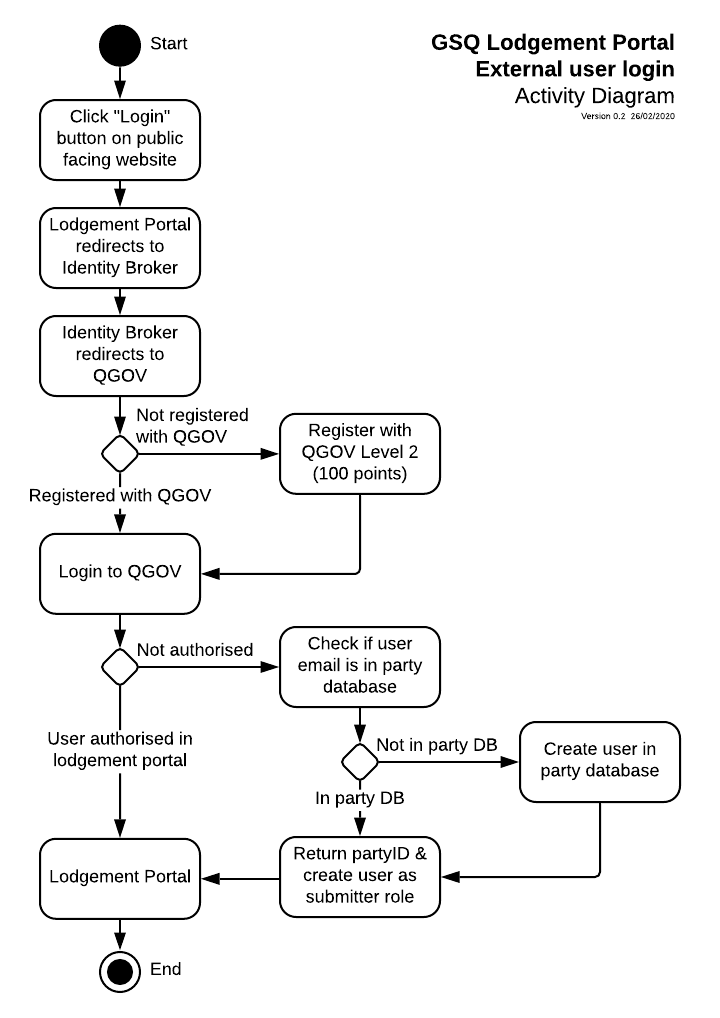 GSQ Lodgement Portal
External user login
Activity Diagram
Version 0.2 26/02/2020
Start
Click "Login"
button on public
facing website
Lodgement Portal
redirects to
Identity Broker
Identity Broker
redirects to
QGOV
Not registered
with QGOV
Register with
QGOV Level 2
(100 points)
Registered with QGOV
Login to QGOV
Not authorised
Check if user
email is in party
database
User authorised in
lodgement portal
Not in party DB
Create user in
party database
In party DB
Return partyID &
create user as
submitter role
Lodgement Portal
End